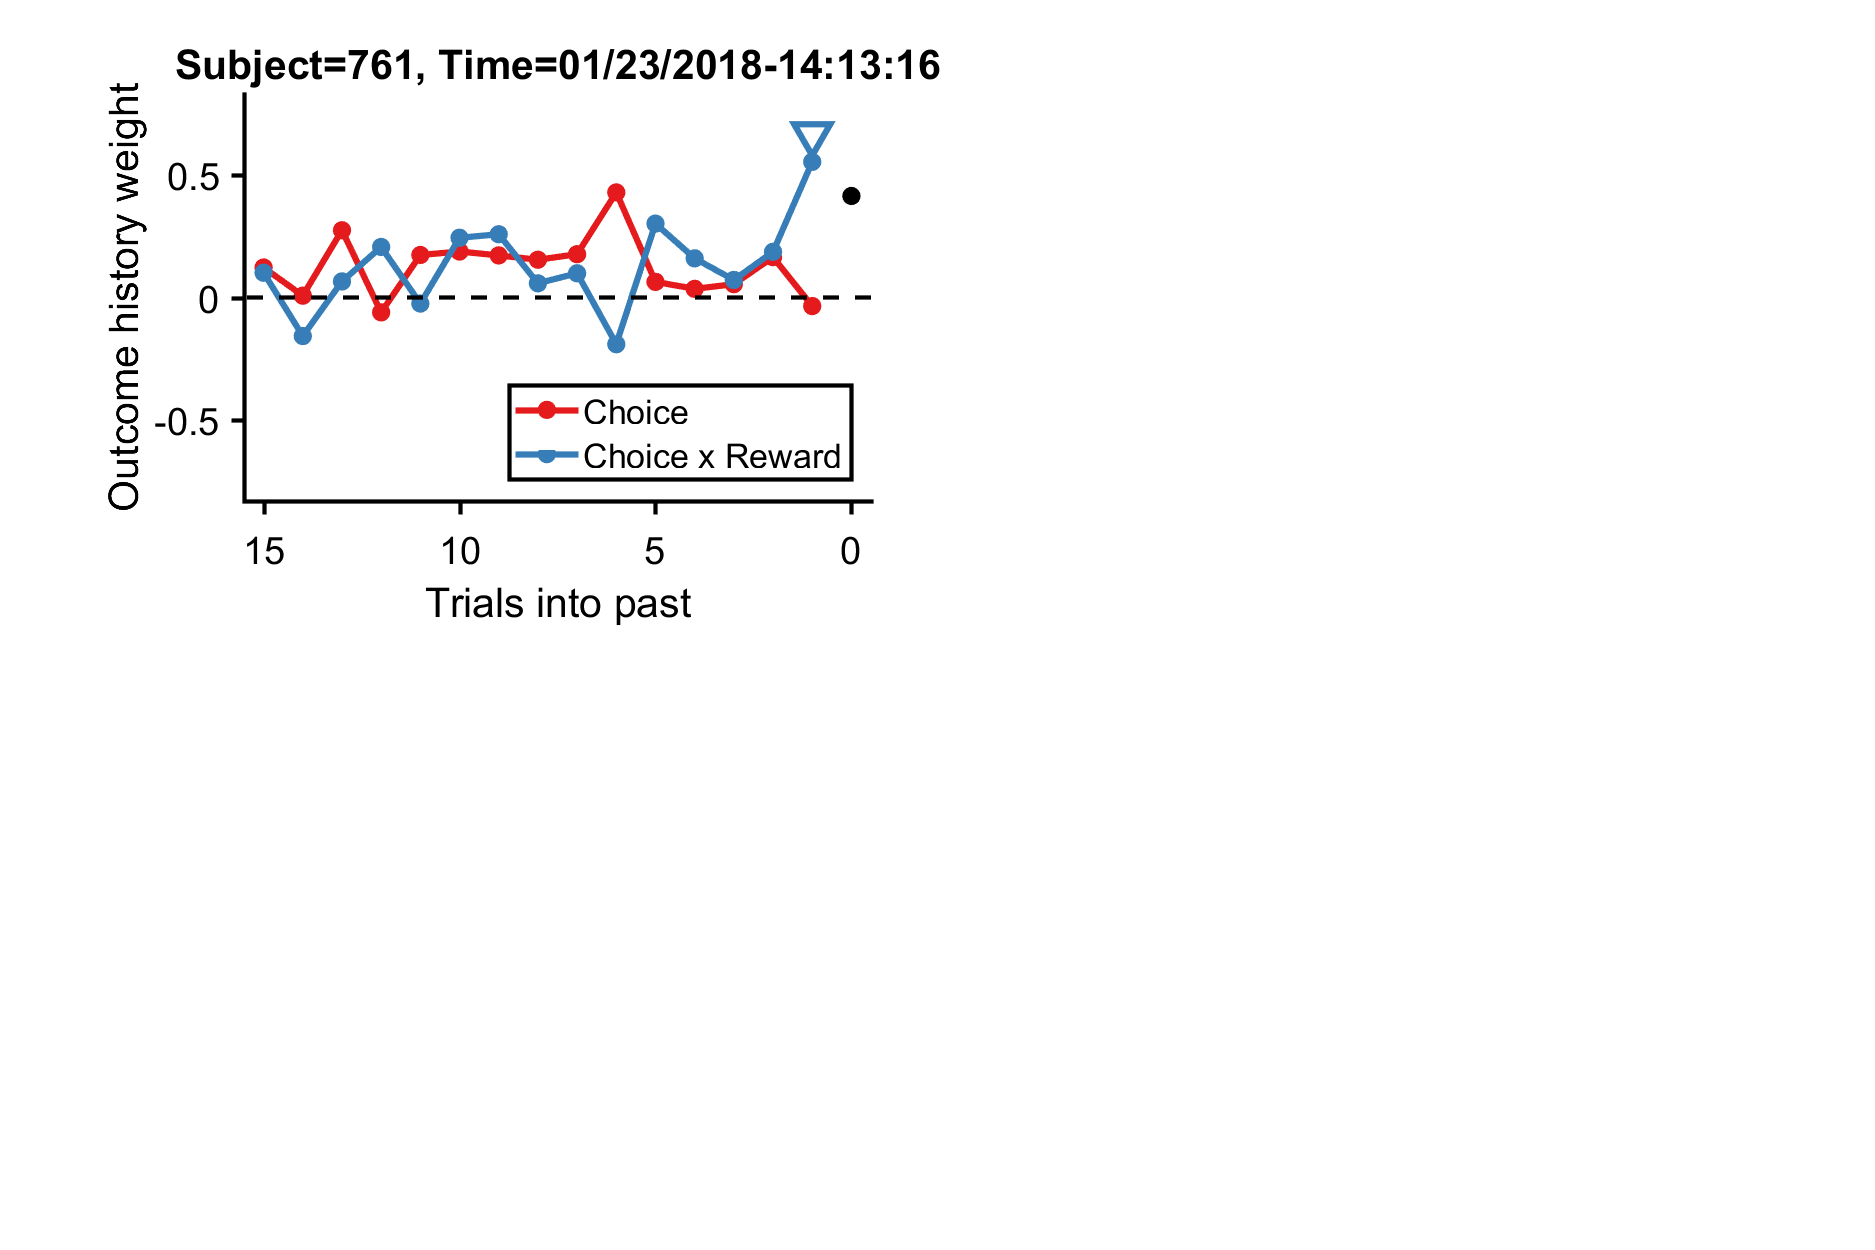 Subject=761, Time=01/23/2018-14:13:16
Outcome history weight
0.5
0
-0.5
Choice
Choice x Reward
15 10 5 0
Trials into past